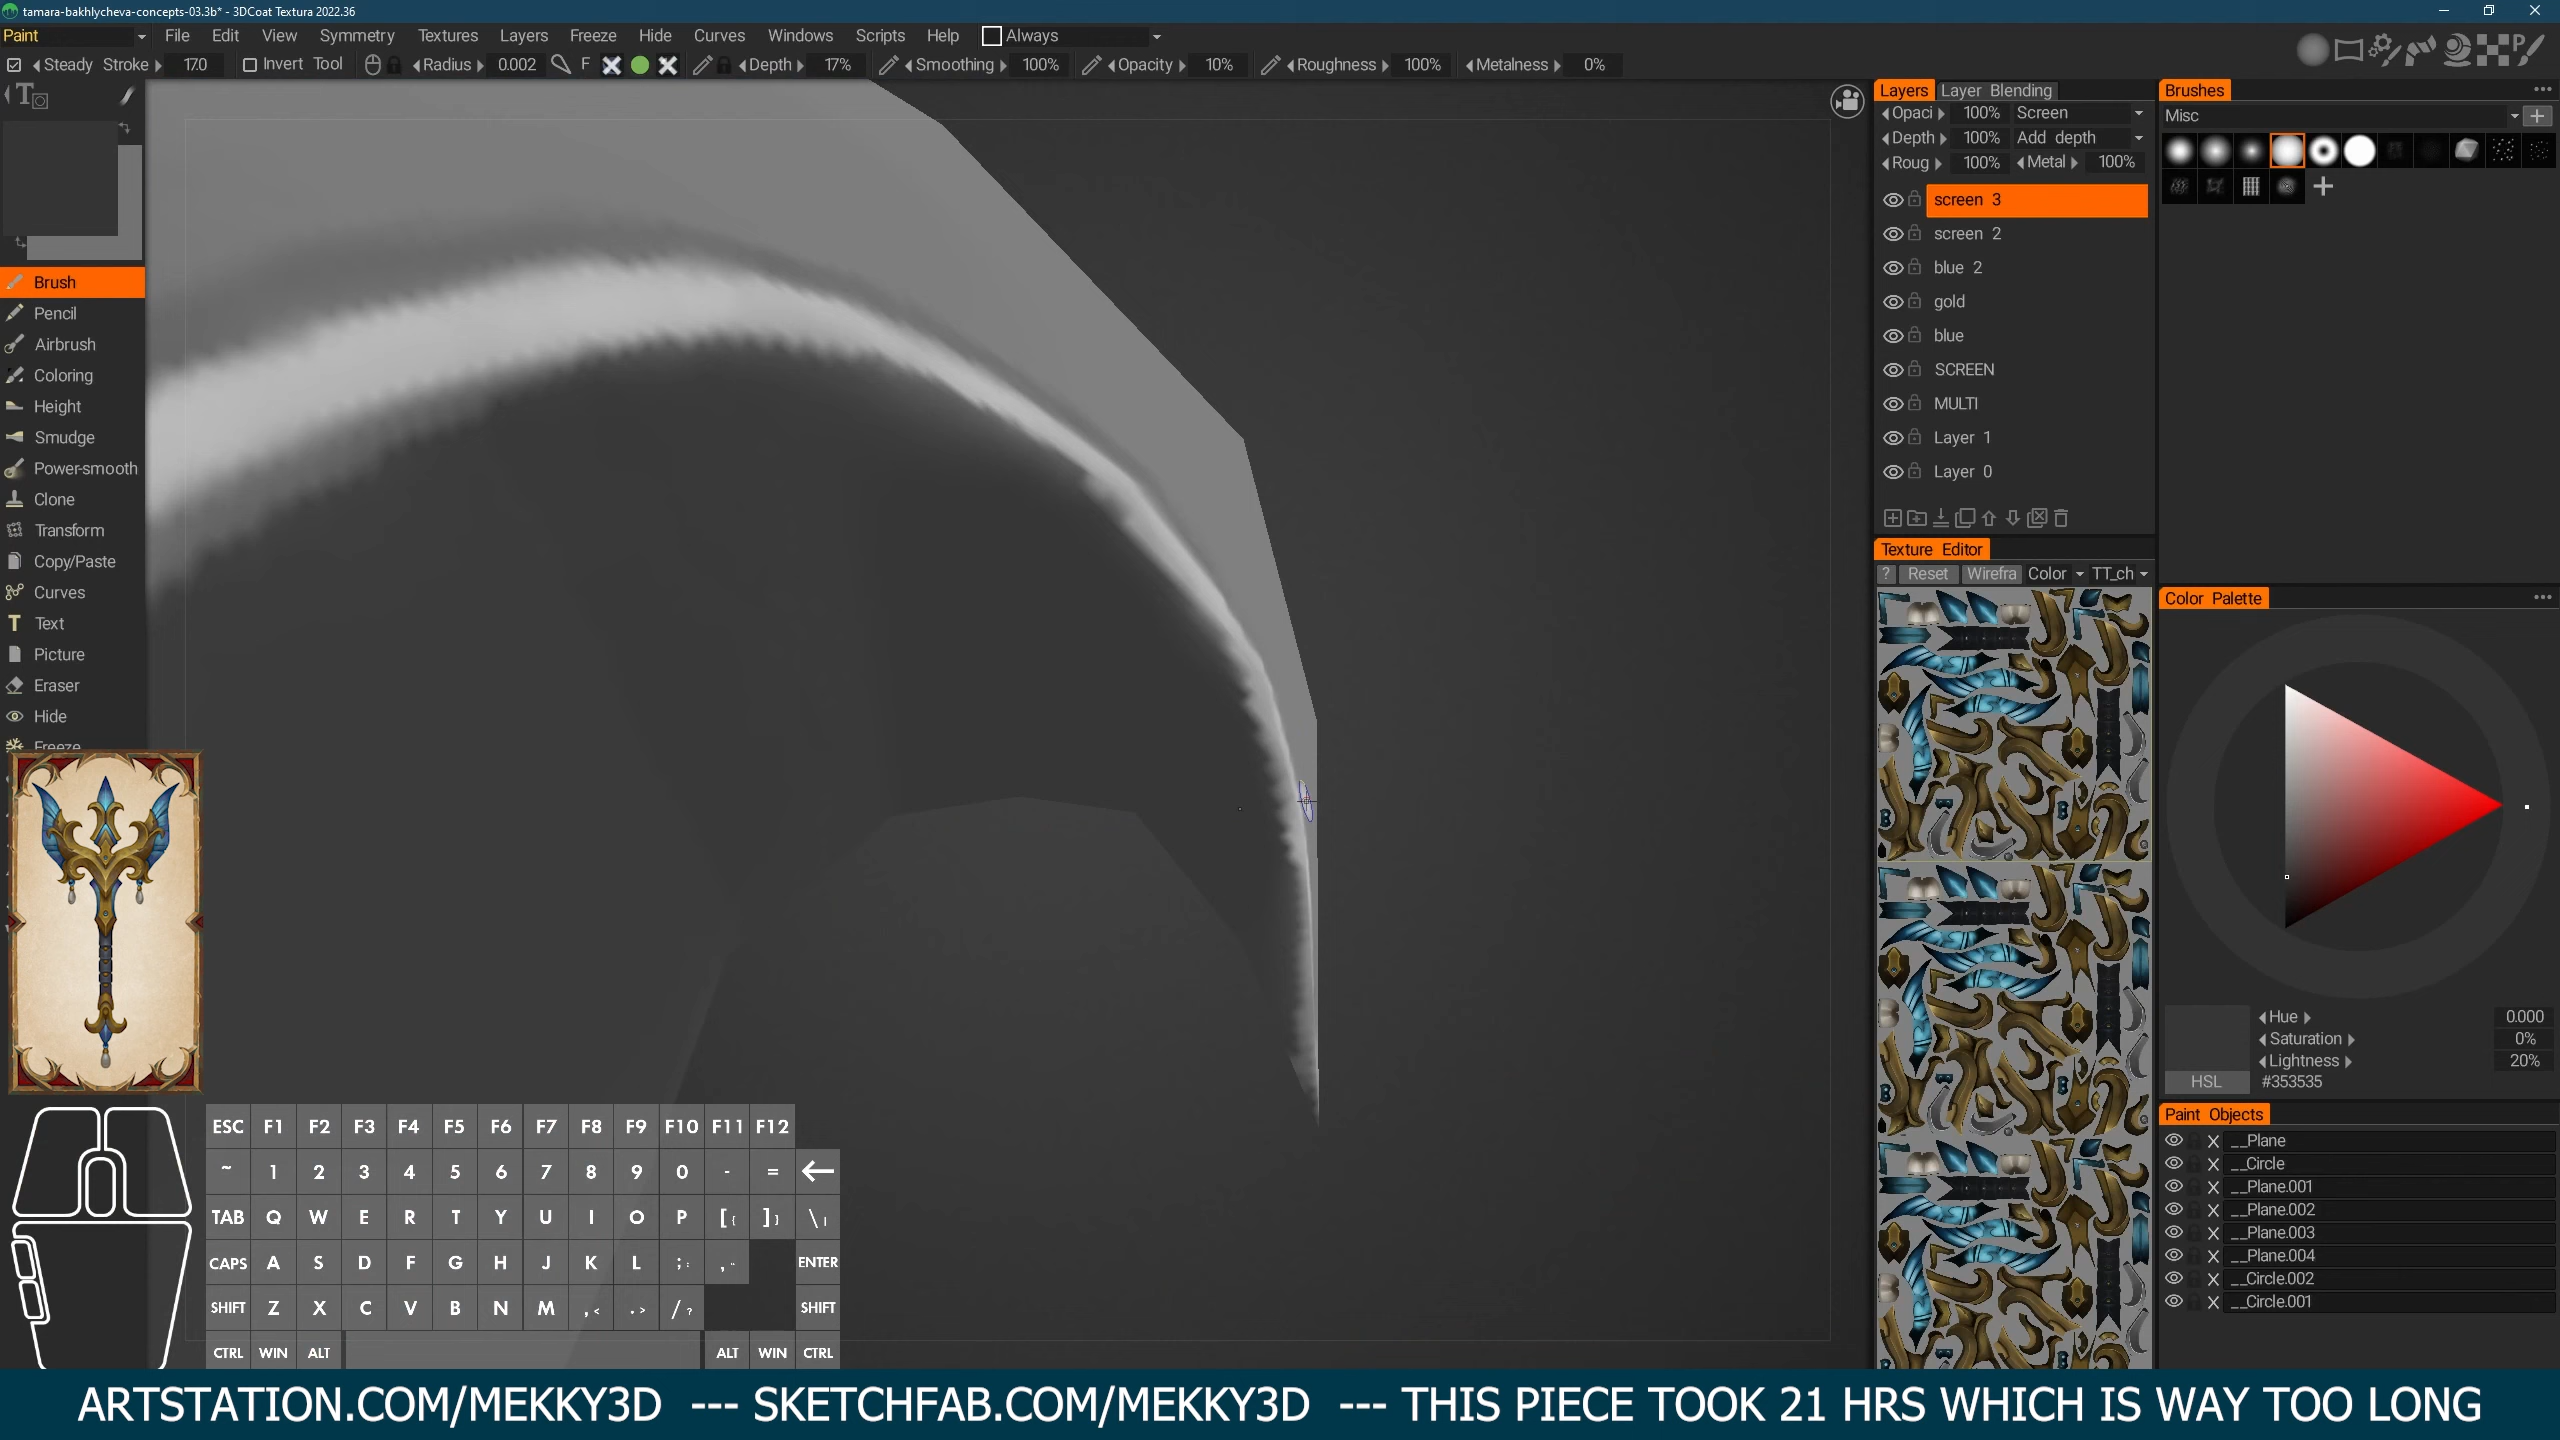 tamara-bakhlycheva-concepts-03.3b* - 3DCoat Textura 2022.36
Paint File Edit View Symmetry Textures Layers Freeze Hide Curves Windows Scripts Help Always
Steady Stroke 17.0 Invert Tool Radius 0.002 F Depth 17% Smoothing 100% Opacity 10% Roughness 100% Metalness 0%
Brush
Pencil
Airbrush
Coloring
Height
Smudge
Power-smooth
Clone
Transform
Copy/Paste
Curves
Text
Picture
Eraser
Hide
Freeze
Layers Layer Blending
Opaci 100% Screen
Depth 100% Add depth
Roug 100% Metal 100%
screen 3
screen 2
blue 2
gold
blue
SCREEN
MULTI
Layer 1
Layer 0
Texture Editor
? Reset Wirefra Color TT_ch
Brushes
Misc
Color Palette
Hue 0.000
Saturation 0%
Lightness 20%
HSL #353535
Paint Objects
X __Plane
X __Circle
X __Plane.001
X __Plane.002
X __Plane.003
X __Plane.004
X __Circle.002
X __Circle.001
ESC F1 F2 F3 F4 F5 F6 F7 F8 F9 F10 F11 F12
~ 1 2 3 4 5 6 7 8 9 0 - =
TAB Q W E R T Y U I O P [{ ]} \|
CAPS A S D F G H J K L ;: ," ENTER
SHIFT Z X C V B N M ,< .> /? SHIFT
CTRL WIN ALT ALT WIN CTRL
ARTSTATION.COM/MEKKY3D --- SKETCHFAB.COM/MEKKY3D --- THIS PIECE TOOK 21 HRS WHICH IS WAY TOO LONG